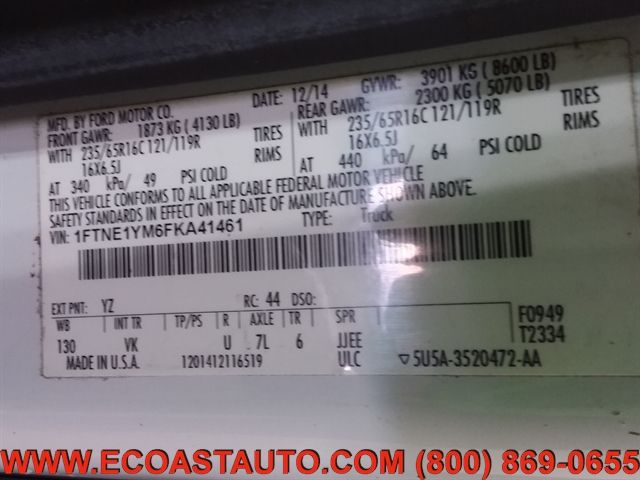 MFD. BY FORD MOTOR CO.
DATE: 12/14 GVWR: 3901 KG ( 8600 LB)
FRONT GAWR: 1873 KG ( 4130 LB)
REAR GAWR: 2300 KG ( 5070 LB)
WITH 235/65R16C 121/119R TIRES
WITH 235/65R16C 121/119R TIRES
16X6.5J RIMS
16X6.5J RIMS
AT 340 kPa/ 49 PSI COLD
AT 440 kPa/ 64 PSI COLD
THIS VEHICLE CONFORMS TO ALL APPLICABLE FEDERAL MOTOR VEHICLE
SAFETY STANDARDS IN EFFECT ON THE DATE OF MANUFACTURE SHOWN ABOVE.
VIN: 1FTNE1YM6FKA41461 TYPE: Truck
EXT PNT: YZ RC: 44 DSO:
WB INT TR TP/PS R AXLE TR SPR
F0949
130 VK U 7L 6 JJEE
T2334
MADE IN U.S.A. 1201412116519 ULC ▽5U5A-3520472-AA
WWW.ECOASTAUTO.COM (800) 869-0655